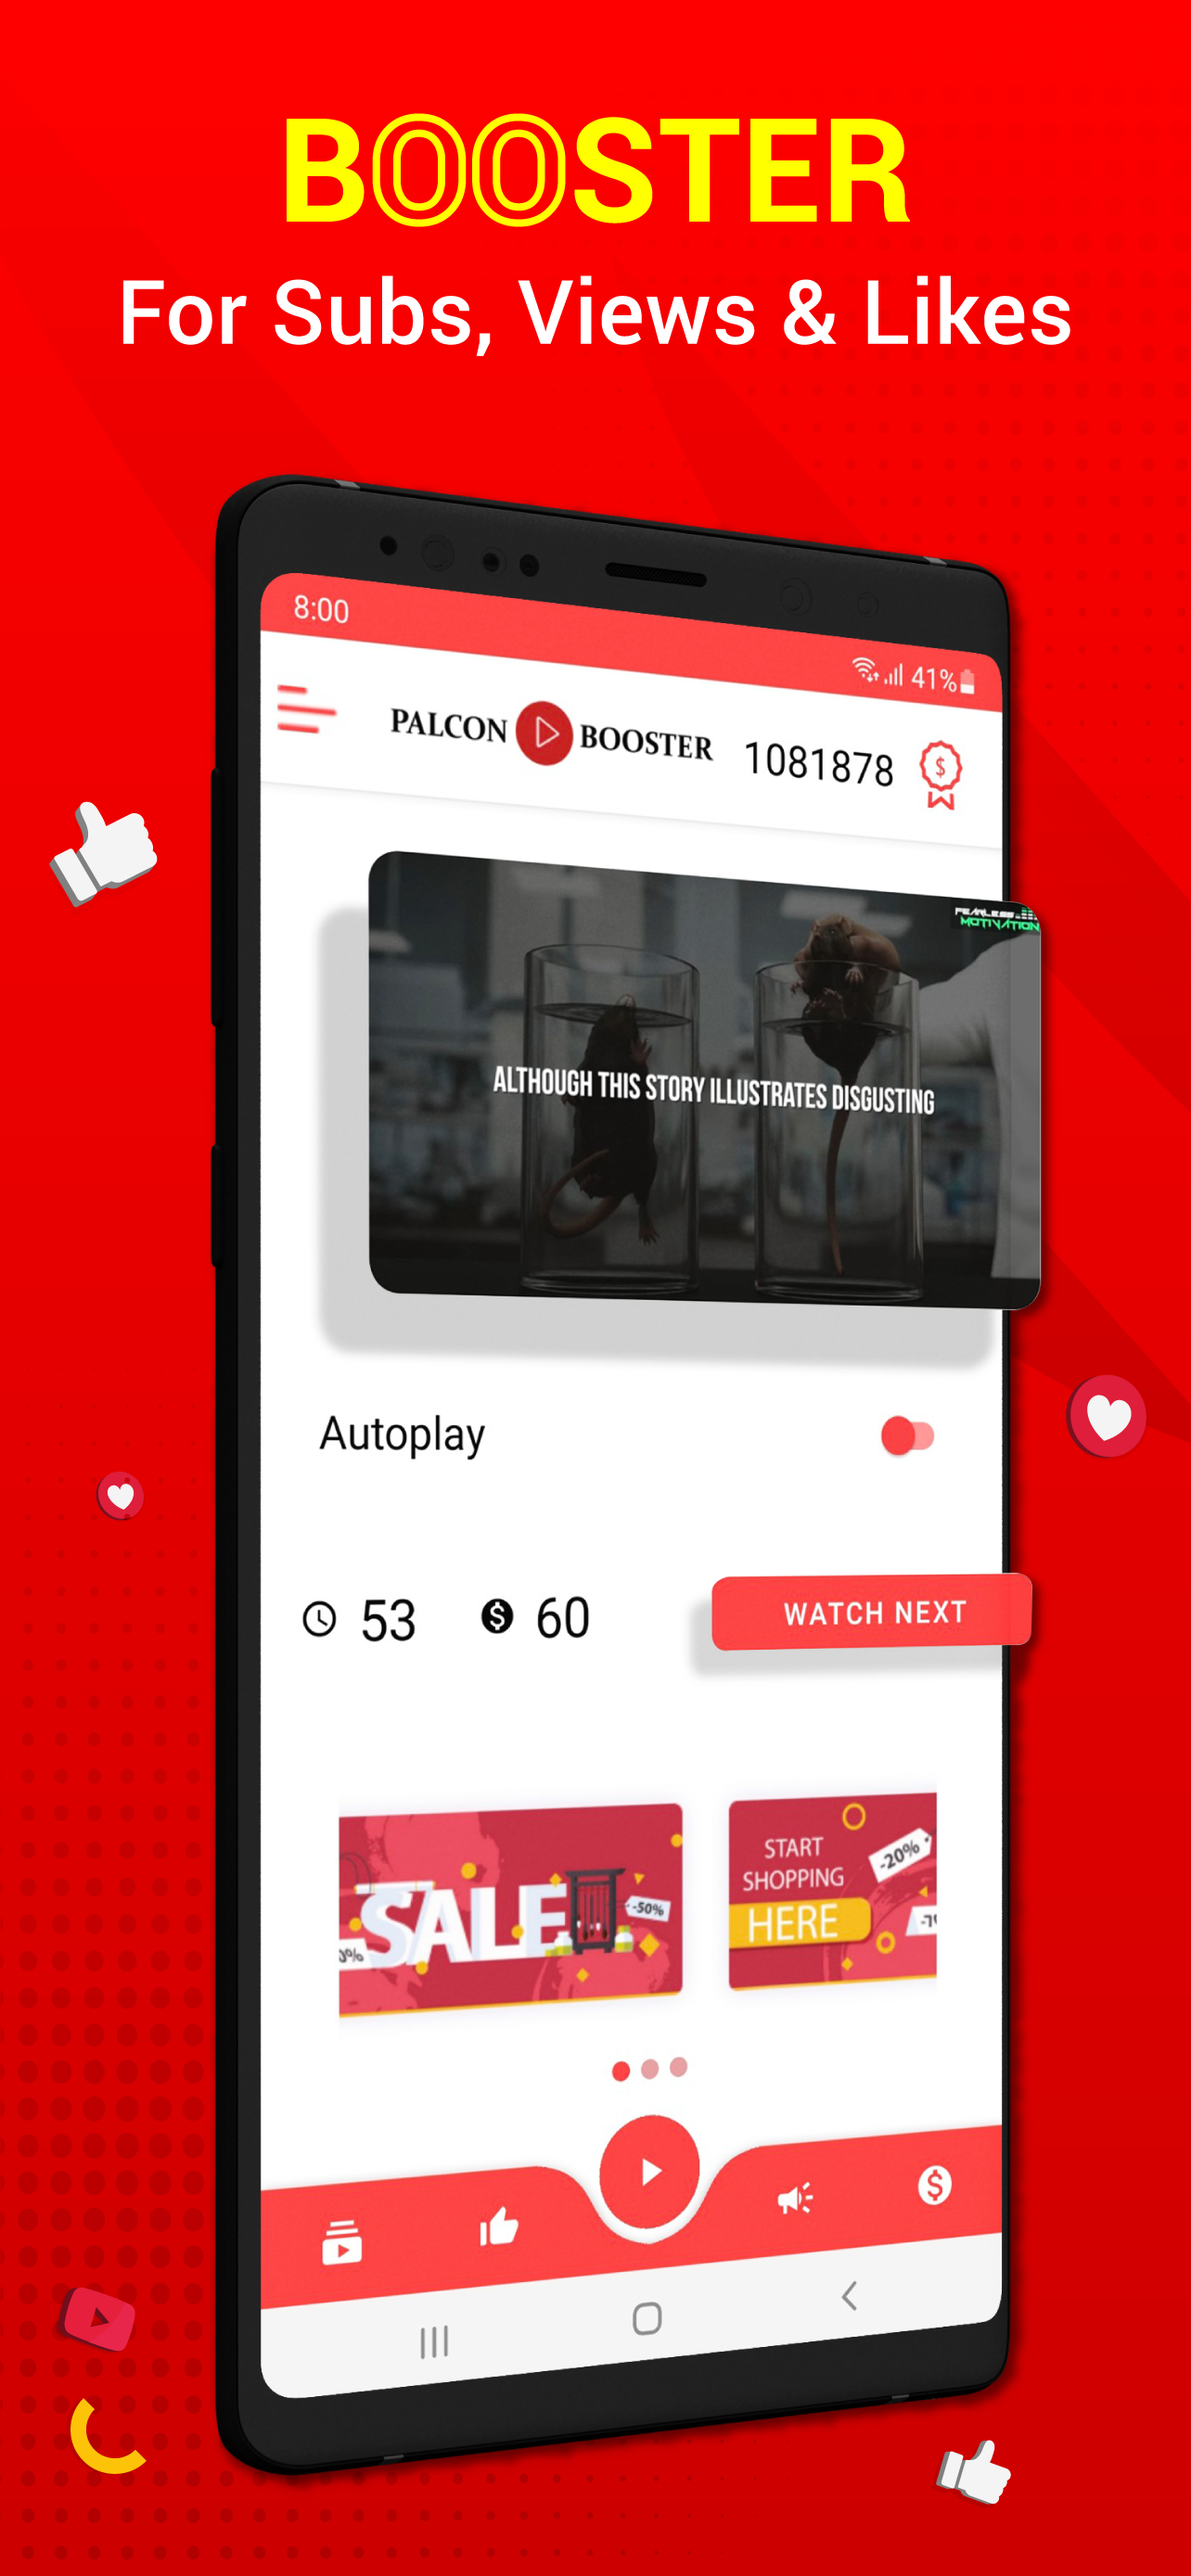 BOOSTER
For Subs, Views & Likes
8:00
41%
PALCON BOOSTER 1081878
$
FEARLESS
MOTIVATION
ALTHOUGH THIS STORY ILLUSTRATES DISGUSTING
Autoplay
53 $ 60 WATCH NEXT
SALE
-50%
0%
START
SHOPPING
HERE
-20%
$